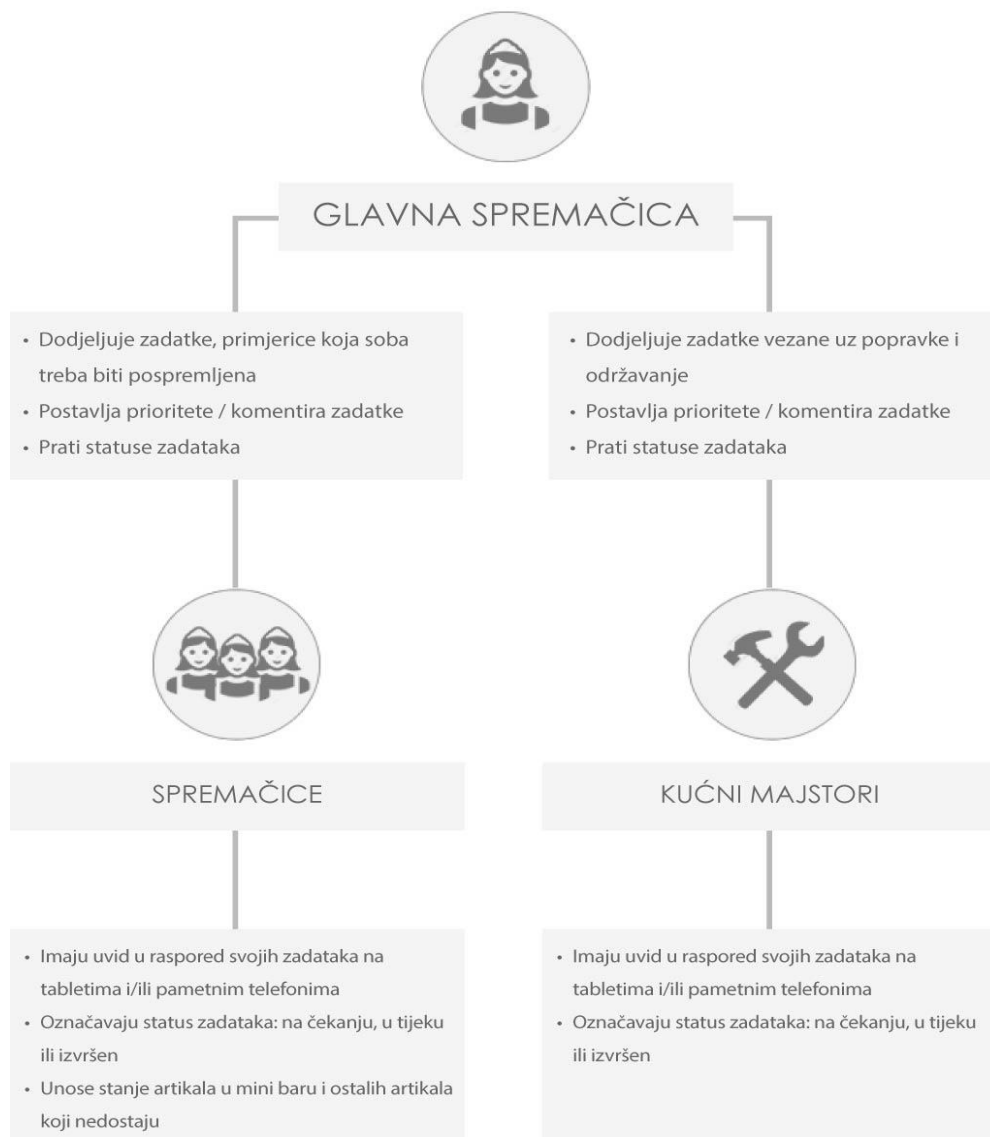 GLAVNA SPREMAČICA
• Dodjeljuje zadatke, primjerice koja soba
treba biti pospremljena
• Postavlja prioritete / komentira zadatke
• Prati statuse zadataka
• Dodjeljuje zadatke vezane uz popravke i
održavanje
• Postavlja prioritete / komentira zadatke
• Prati statuse zadataka
SPREMAČICE
KUĆNI MAJSTORI
• Imaju uvid u raspored svojih zadataka na
tabletima i/ili pametnim telefonima
• Označavaju status zadataka: na čekanju, u tijeku
ili izvršen
• Unose stanje artikala u mini baru i ostalih artikala
koji nedostaju
• Imaju uvid u raspored svojih zadataka na
tabletima i/ili pametnim telefonima
• Označavaju status zadataka: na čekanju, u tijeku
ili izvršen